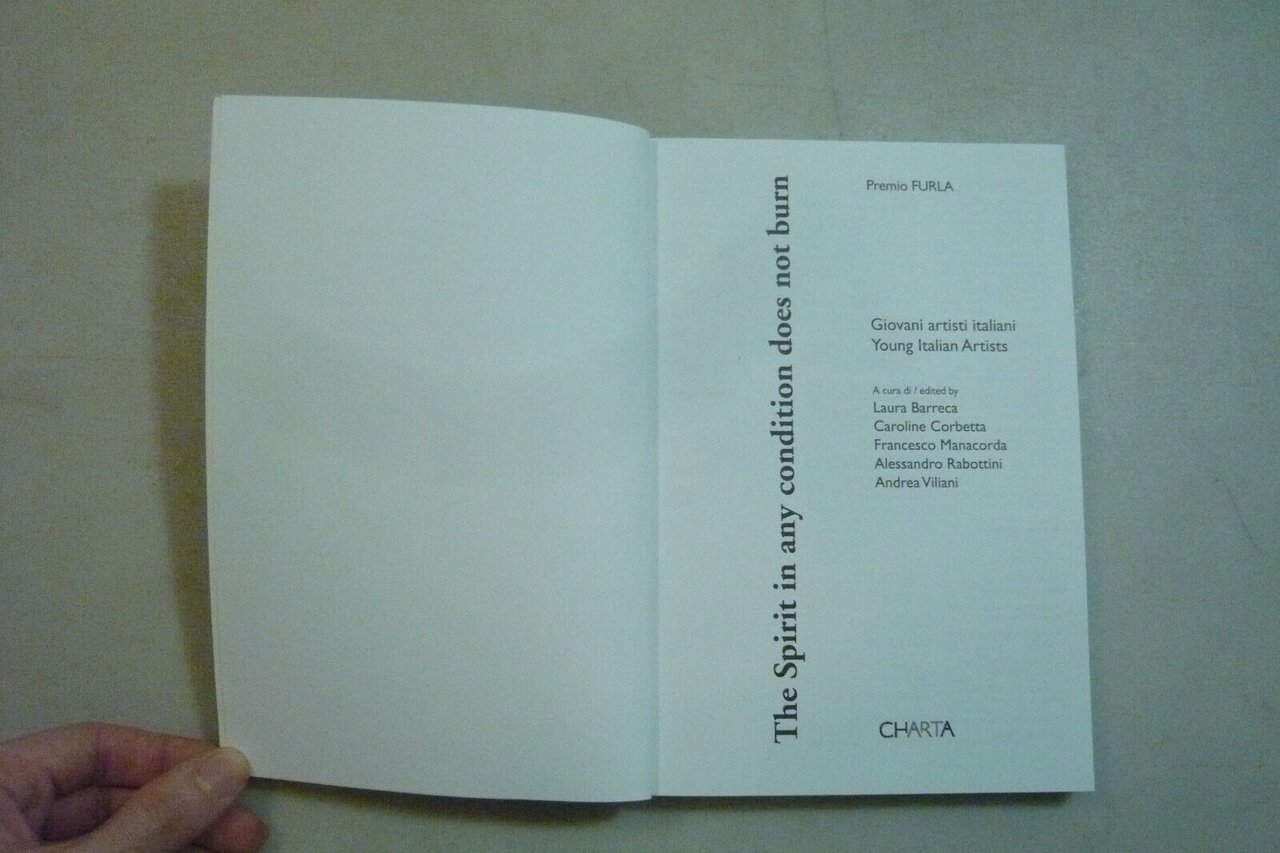 The Spirit in any condition does not burn
Premio FURLA
Giovani artisti italiani
Young Italian Artists
A cura di / edited by
Laura Barreca
Caroline Corbetta
Francesco Manacorda
Alessandro Rabottini
Andrea Viliani
CHARTA